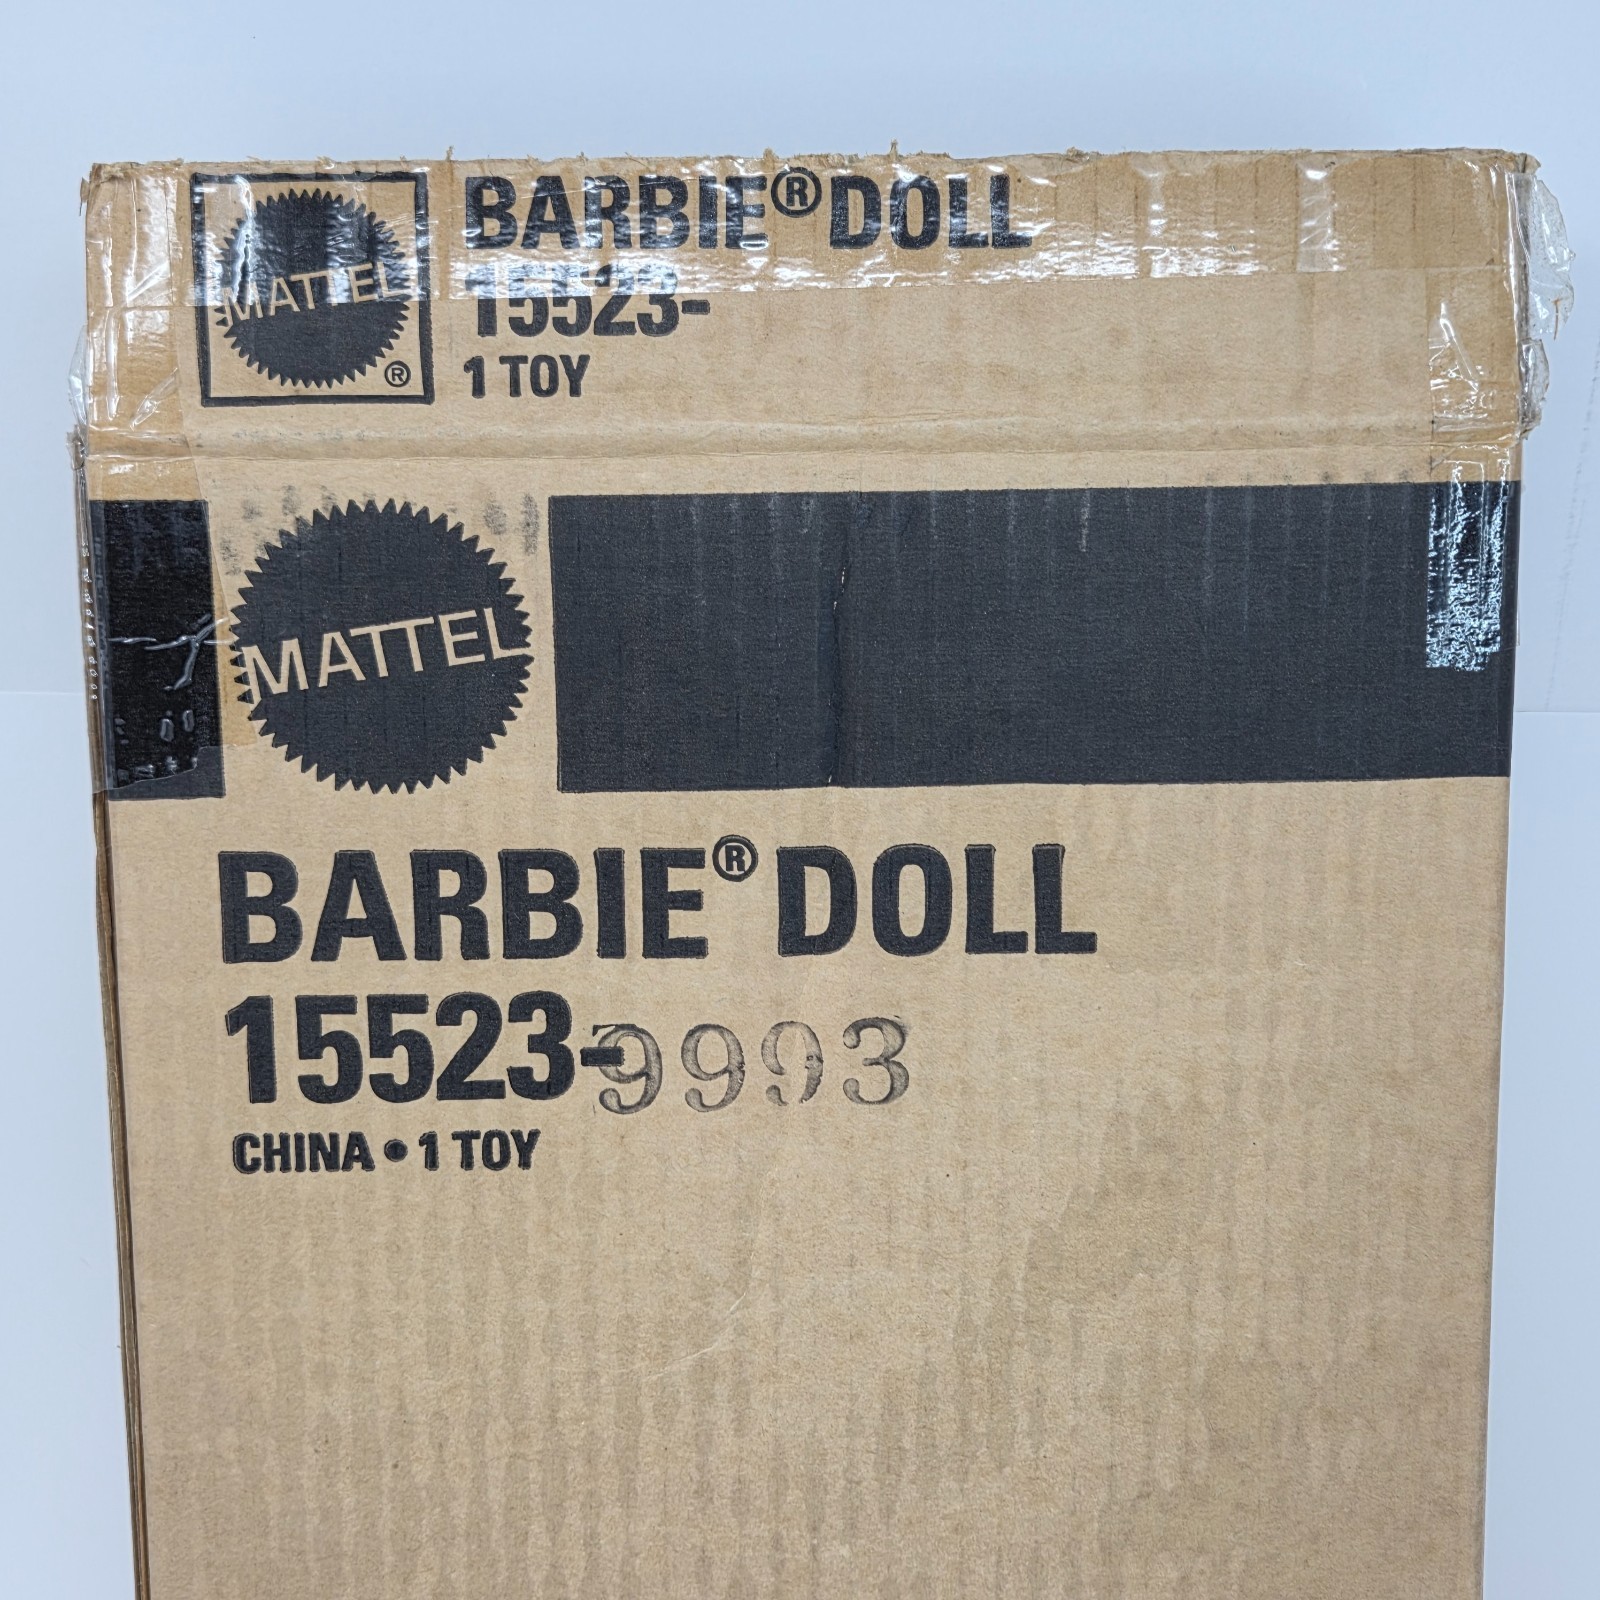 MATTEL
®
BARBIE® DOLL
15523-
1 TOY
MATTEL
BARBIE® DOLL
15523-9993
CHINA • 1 TOY